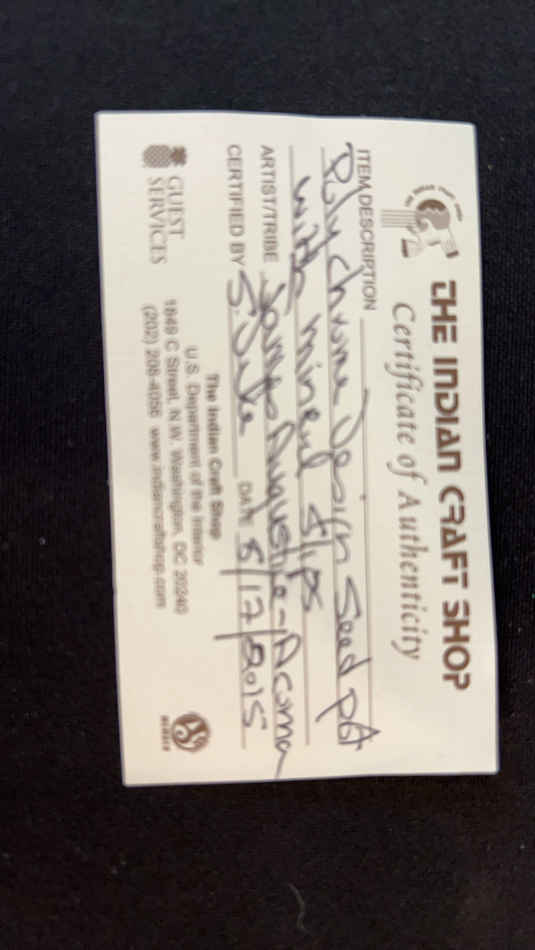 THE INDIAN CRAFT SHOP
Certificate of Authenticity
ITEM DESCRIPTION
Polychrome Design Seed pot
with mineral slips
ARTIST/TRIBE James Augustine - Acoma
CERTIFIED BY DATE 5/17/2015
The Indian Craft Shop
U.S. Department of the Interior
1849 C Street, N.W. Washington, DC 20240
(202) 208-4056 www.indiancraftshop.com
GUEST
SERVICES
MEMBER